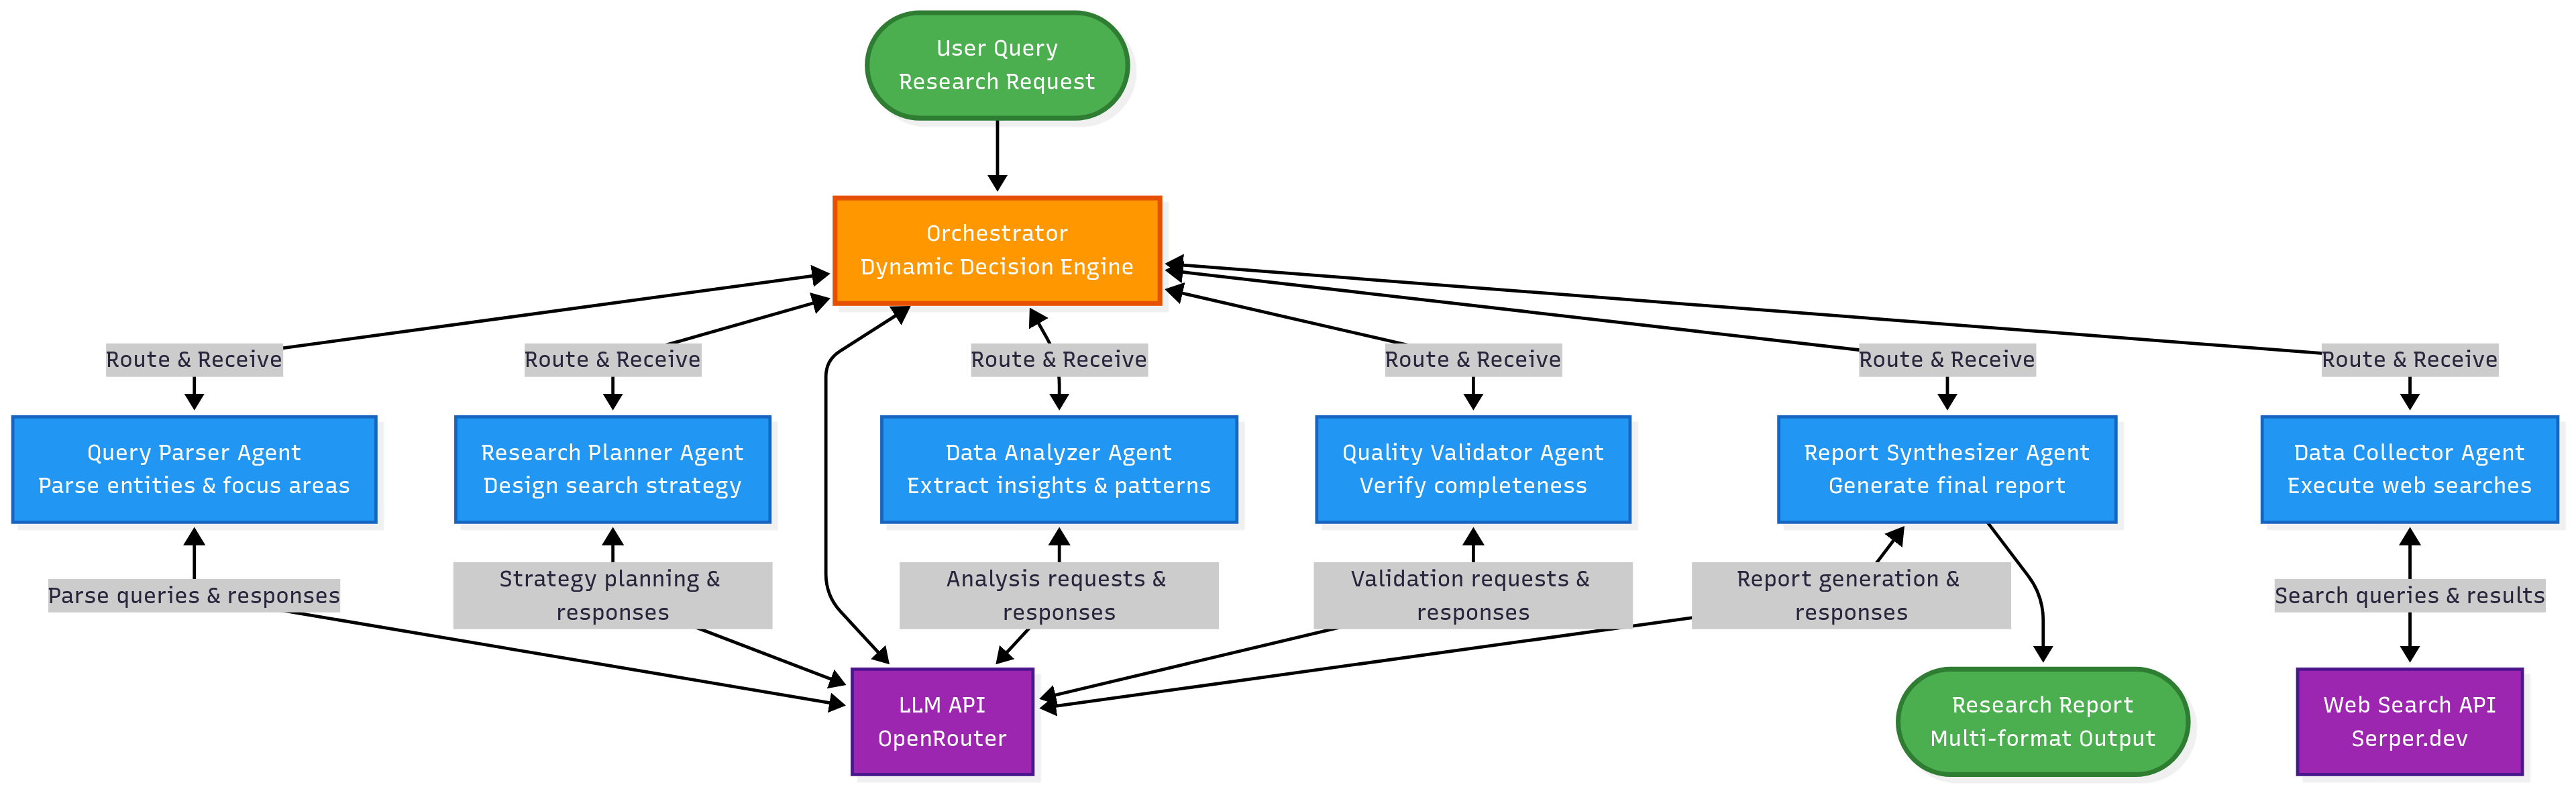 User Query
Research Request
Orchestrator
Dynamic Decision Engine
Route & Receive
Route & Receive
Route & Receive
Route & Receive
Route & Receive
Route & Receive
Query Parser Agent
Parse entities & focus areas
Research Planner Agent
Design search strategy
Data Analyzer Agent
Extract insights & patterns
Quality Validator Agent
Verify completeness
Report Synthesizer Agent
Generate final report
Data Collector Agent
Execute web searches
Parse queries & responses
Strategy planning &
responses
Analysis requests &
responses
Validation requests &
responses
Report generation &
responses
Search queries & results
LLM API
OpenRouter
Research Report
Multi-format Output
Web Search API
Serper.dev